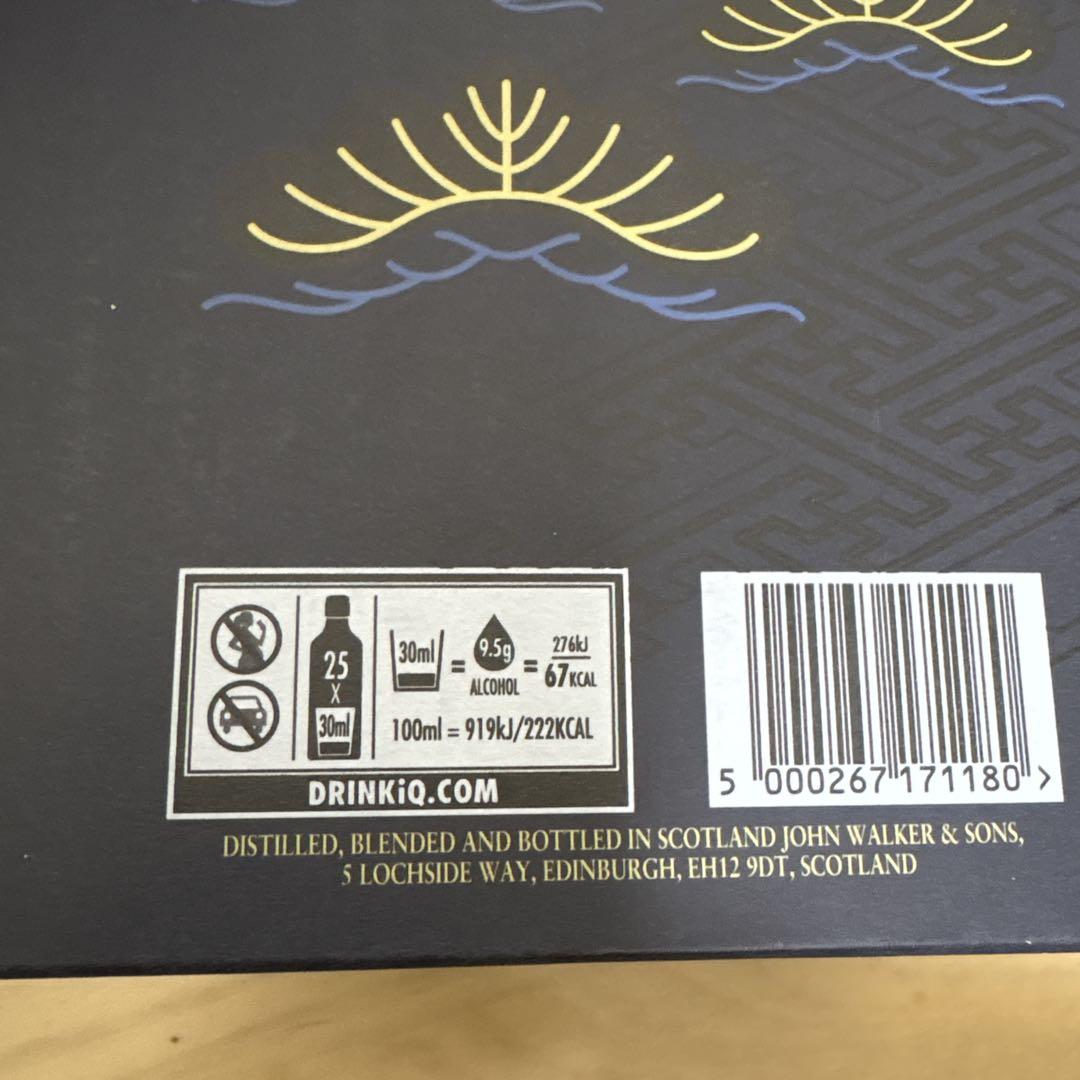 25
X
30ml
30ml = 9.5g = 276kJ
ALCOHOL 67KCAL
100ml = 919kJ/222KCAL
DRINKiQ.COM
5 000267 171180 >
DISTILLED, BLENDED AND BOTTLED IN SCOTLAND JOHN WALKER & SONS,
5 LOCHSIDE WAY, EDINBURGH, EH12 9DT, SCOTLAND